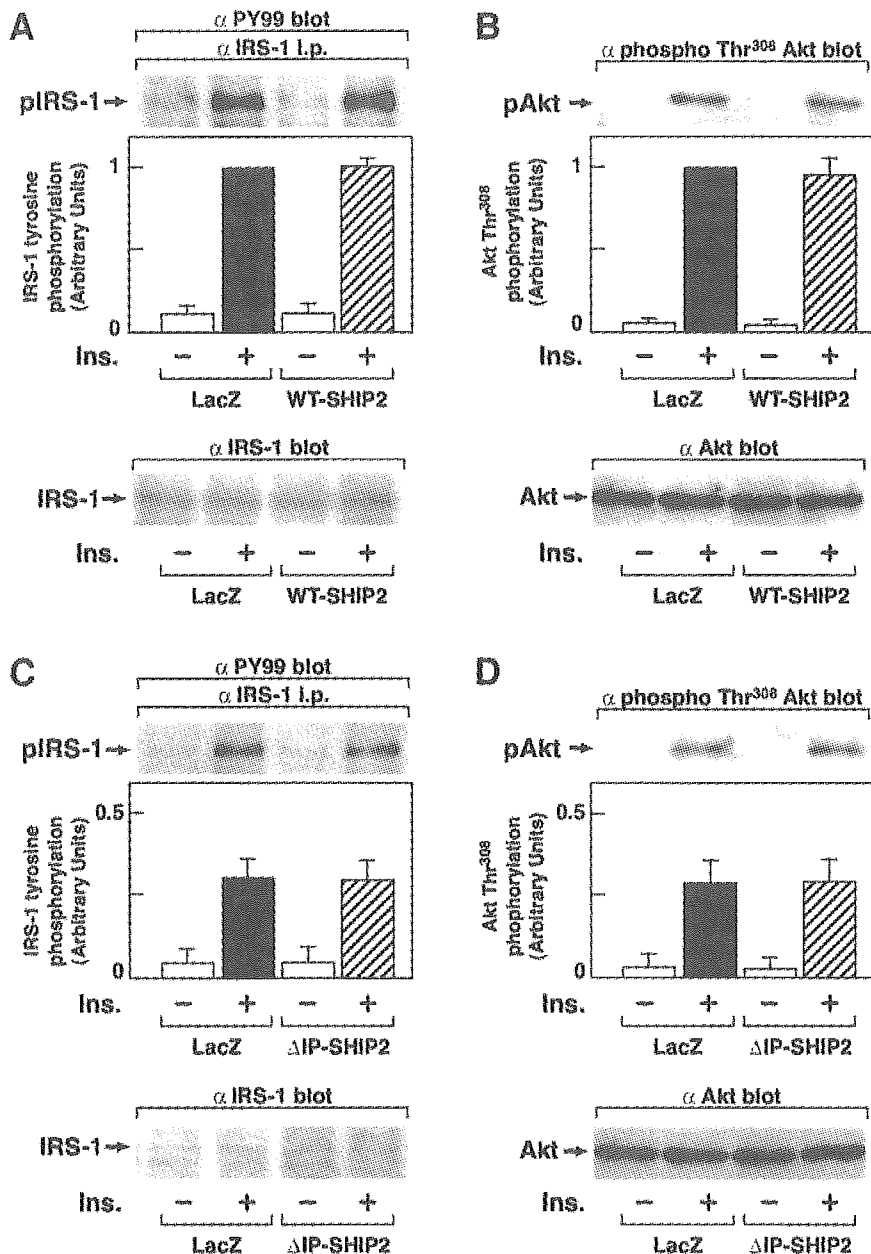 A
α PY99 blot
α IRS-1 i.p.
pIRS-1
IRS-1 tyrosine
phosphorylation
(Arbitrary Units)
1
0
Ins. − + − +
LacZ WT-SHIP2
α IRS-1 blot
IRS-1
Ins. − + − +
LacZ WT-SHIP2
B
α phospho Thr308 Akt blot
pAkt
Akt Thr308
phophorylation
(Arbitrary Units)
1
0
Ins. − + − +
LacZ WT-SHIP2
α Akt blot
Akt
Ins. − + − +
LacZ WT-SHIP2
C
α PY99 blot
α IRS-1 i.p.
pIRS-1
IRS-1 tyrosine
phosphorylation
(Arbitrary Units)
0.5
0
Ins. − + − +
LacZ ΔIP-SHIP2
α IRS-1 blot
IRS-1
Ins. − + − +
LacZ ΔIP-SHIP2
D
α phospho Thr308 Akt blot
pAkt
Akt Thr308
phophorylation
(Arbitrary Units)
0.5
0
Ins. − + − +
LacZ ΔIP-SHIP2
α Akt blot
Akt
Ins. − + − +
LacZ ΔIP-SHIP2